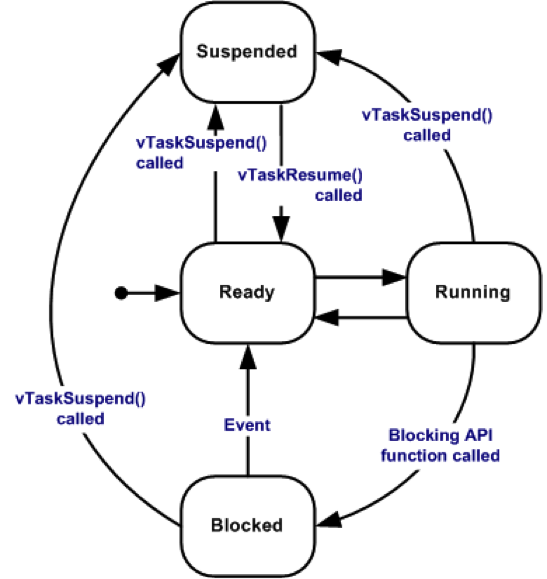 Suspended
vTaskSuspend()
called
vTaskSuspend()
called
vTaskResume()
called
Ready
Running
vTaskSuspend()
called
Event
Blocking API
function called
Blocked